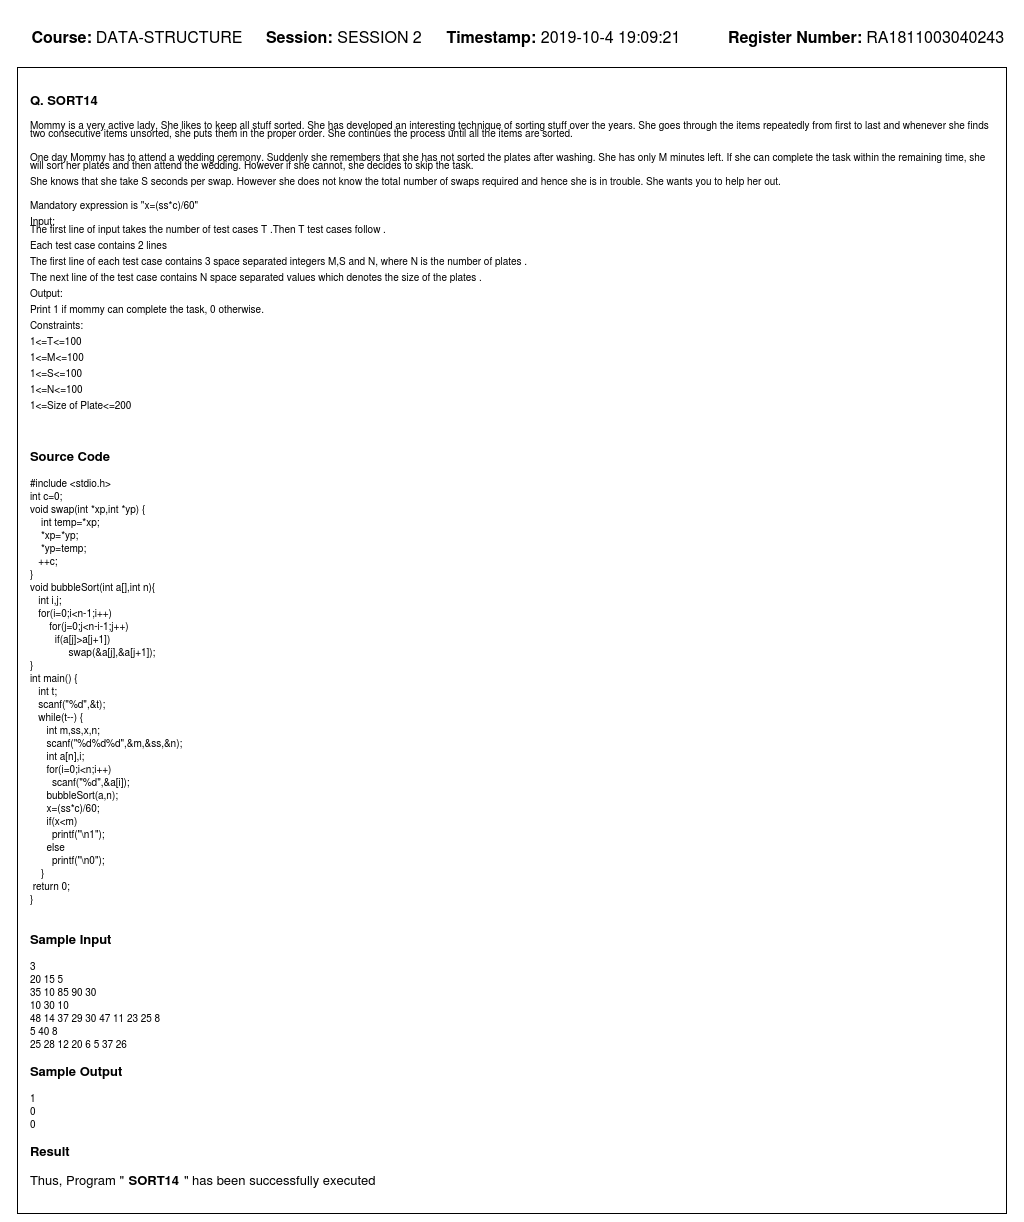 Course: DATA-STRUCTURE Session: SESSION 2 Timestamp: 2019-10-4 19:09:21 Register Number: RA1811003040243
Q. SORT14
Mommy is a very active lady. She likes to keep all stuff sorted. She has developed an interesting technique of sorting stuff over the years. She goes through the items repeatedly from first to last and whenever she finds
two consecutive items unsorted, she puts them in the proper order. She continues the process until all the items are sorted.
One day Mommy has to attend a wedding ceremony. Suddenly she remembers that she has not sorted the plates after washing. She has only M minutes left. If she can complete the task within the remaining time, she
will sort her plates and then attend the wedding. However if she cannot, she decides to skip the task.
She knows that she take S seconds per swap. However she does not know the total number of swaps required and hence she is in trouble. She wants you to help her out.
Mandatory expression is "x=(ss*c)/60"
Input:
The first line of input takes the number of test cases T .Then T test cases follow .
Each test case contains 2 lines
The first line of each test case contains 3 space separated integers M,S and N, where N is the number of plates .
The next line of the test case contains N space separated values which denotes the size of the plates .
Output:
Print 1 if mommy can complete the task, 0 otherwise.
Constraints:
1<=T<=100
1<=M<=100
1<=S<=100
1<=N<=100
1<=Size of Plate<=200
Source Code
#include <stdio.h>
int c=0;
void swap(int *xp,int *yp) {
    int temp=*xp;
    *xp=*yp;
    *yp=temp;
   ++c;
}
void bubbleSort(int a[],int n){
   int i,j;
   for(i=0;i<n-1;i++)
       for(j=0;j<n-i-1;j++)
         if(a[j]>a[j+1])
              swap(&a[j],&a[j+1]);
}
int main() {
   int t;
   scanf("%d",&t);
   while(t--) {
      int m,ss,x,n;
      scanf("%d%d%d",&m,&ss,&n);
      int a[n],i;
      for(i=0;i<n;i++)
        scanf("%d",&a[i]);
      bubbleSort(a,n);
      x=(ss*c)/60;
      if(x<m)
        printf("\n1");
      else
        printf("\n0");
    }
 return 0;
}
Sample Input
3
20 15 5
35 10 85 90 30
10 30 10
48 14 37 29 30 47 11 23 25 8
5 40 8
25 28 12 20 6 5 37 26
Sample Output
1
0
0
Result
Thus, Program " SORT14 " has been successfully executed